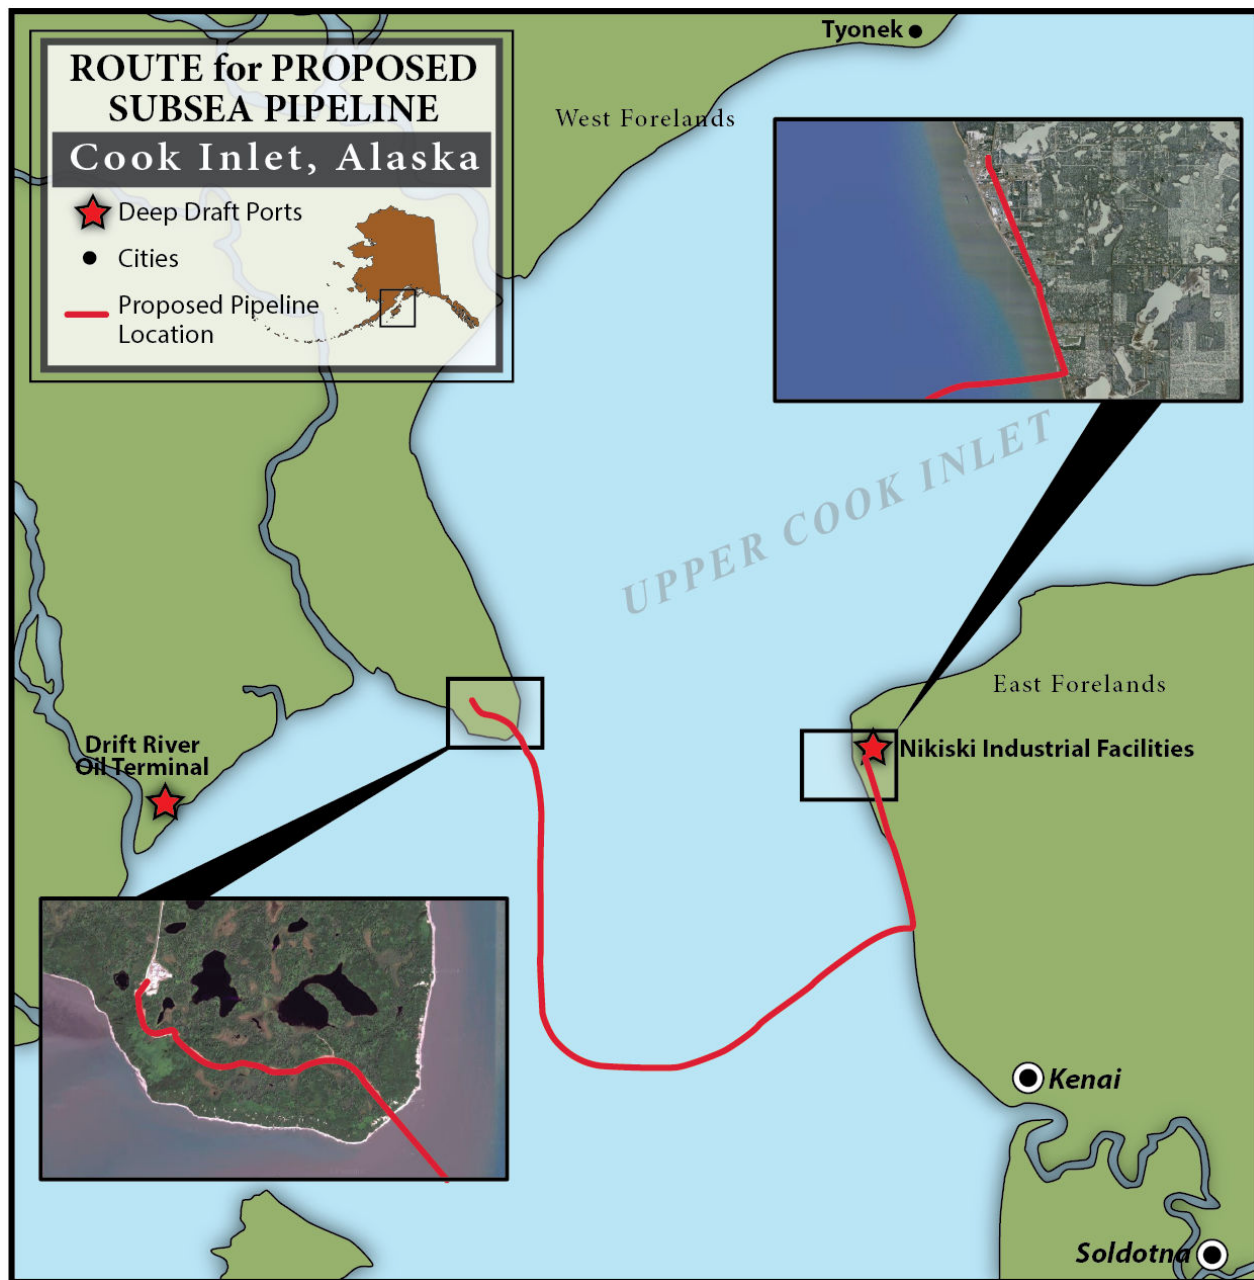 ROUTE for PROPOSED
SUBSEA PIPELINE
Cook Inlet, Alaska
Deep Draft Ports
Cities
Proposed Pipeline
Location
Tyonek
West Forelands
UPPER COOK INLET
East Forelands
Nikiski Industrial Facilities
Drift River
Oil Terminal
Kenai
Soldotna